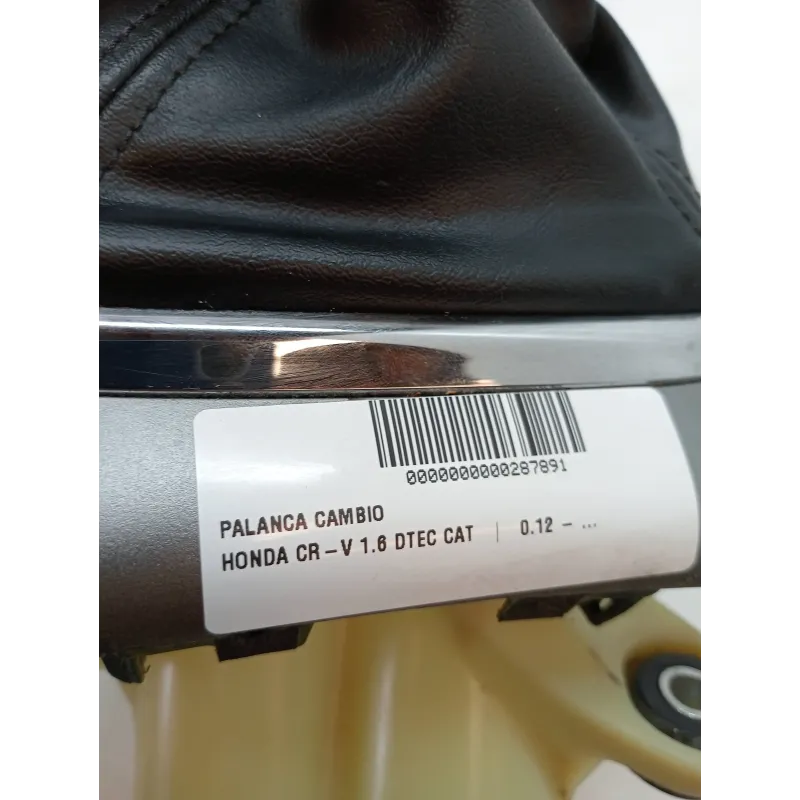 0000000000287891
PALANCA CAMBIO
HONDA CR-V 1.6 DTEC CAT | 0.12 - ...